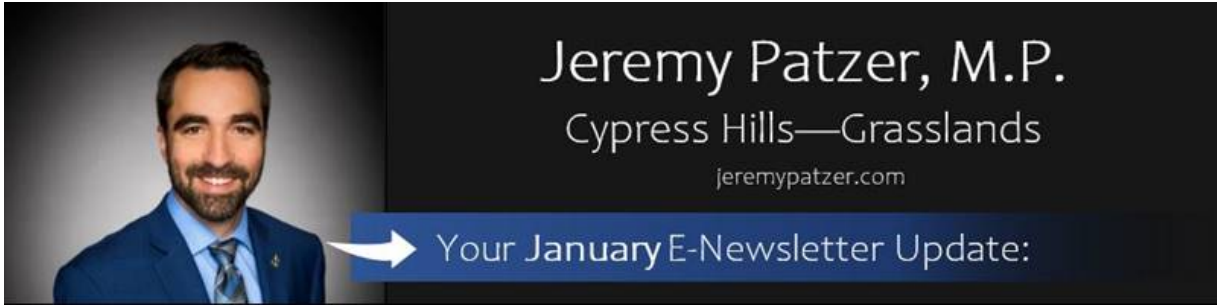 Jeremy Patzer, M.P.
Cypress Hills—Grasslands
jeremypatzer.com
Your January E-Newsletter Update: